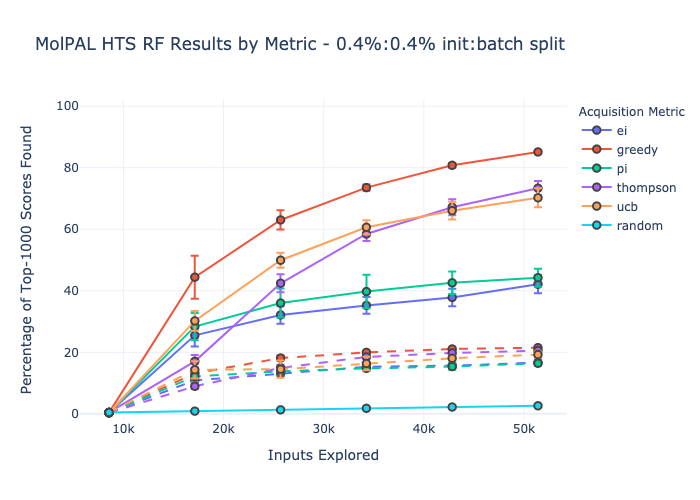 MolPAL HTS RF Results by Metric - 0.4%:0.4% init:batch split
Percentage of Top-1000 Scores Found
100
80
60
40
20
0
10k
20k
30k
40k
50k
Inputs Explored
Acquisition Metric
ei
greedy
pi
thompson
ucb
random